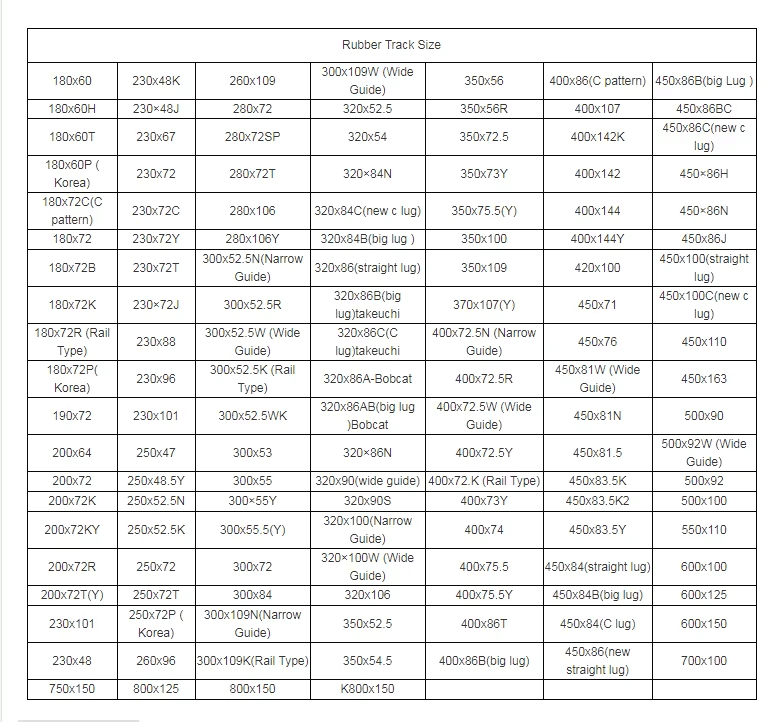 Rubber Track Size
180x60 230x48K 260x109 300x109W (Wide Guide) 350x56 400x86(C pattern) 450x86B(big Lug )
180x60H 230×48J 280x72 320x52.5 350x56R 400x107 450x86BC
180x60T 230x67 280x72SP 320x54 350x72.5 400x142K 450x86C(new c lug)
180x60P ( Korea) 230x72 280x72T 320×84N 350x73Y 400x142 450×86H
180x72C(C pattern) 230x72C 280x106 320x84C(new c lug) 350x75.5(Y) 400x144 450×86N
180x72 230x72Y 280x106Y 320x84B(big lug ) 350x100 400x144Y 450x86J
180x72B 230x72T 300x52.5N(Narrow Guide) 320x86(straight lug) 350x109 420x100 450x100(straight lug)
180x72K 230×72J 300x52.5R 320x86B(big lug)takeuchi 370x107(Y) 450x71 450x100C(new c lug)
180x72R (Rail Type) 230x88 300x52.5W (Wide Guide) 320x86C(C lug)takeuchi 400x72.5N (Narrow Guide) 450x76 450x110
180x72P( Korea) 230x96 300x52.5K (Rail Type) 320x86A-Bobcat 400x72.5R 450x81W (Wide Guide) 450x163
190x72 230x101 300x52.5WK 320x86AB(big lug )Bobcat 400x72.5W (Wide Guide) 450x81N 500x90
200x64 250x47 300x53 320×86N 400x72.5Y 450x81.5 500x92W (Wide Guide)
200x72 250x48.5Y 300x55 320x90(wide guide) 400x72.K (Rail Type) 450x83.5K 500x92
200x72K 250x52.5N 300×55Y 320x90S 400x73Y 450x83.5K2 500x100
200x72KY 250x52.5K 300x55.5(Y) 320x100(Narrow Guide) 400x74 450x83.5Y 550x110
200x72R 250x72 300x72 320×100W (Wide Guide) 400x75.5 450x84(straight lug) 600x100
200x72T(Y) 250x72T 300x84 320x106 400x75.5Y 450x84B(big lug) 600x125
230x101 250x72P ( Korea) 300x109N(Narrow Guide) 350x52.5 400x86T 450x84(C lug) 600x150
230x48 260x96 300x109K(Rail Type) 350x54.5 400x86B(big lug) 450x86(new straight lug) 700x100
750x150 800x125 800x150 K800x150